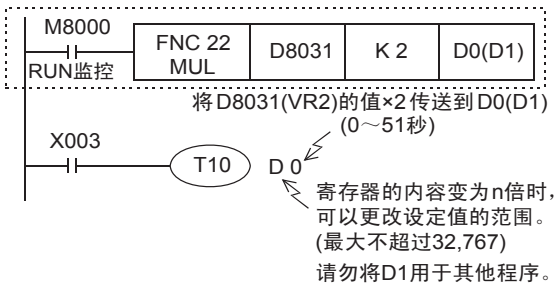 M8000
RUN监控
FNC 22
MUL
D8031
K 2
D0(D1)
将D8031(VR2)的值×2传送到D0(D1)
(0～51秒)
X003
T10
D 0
寄存器的内容变为n倍时，
可以更改设定值的范围。
(最大不超过32,767)
请勿将D1用于其他程序。